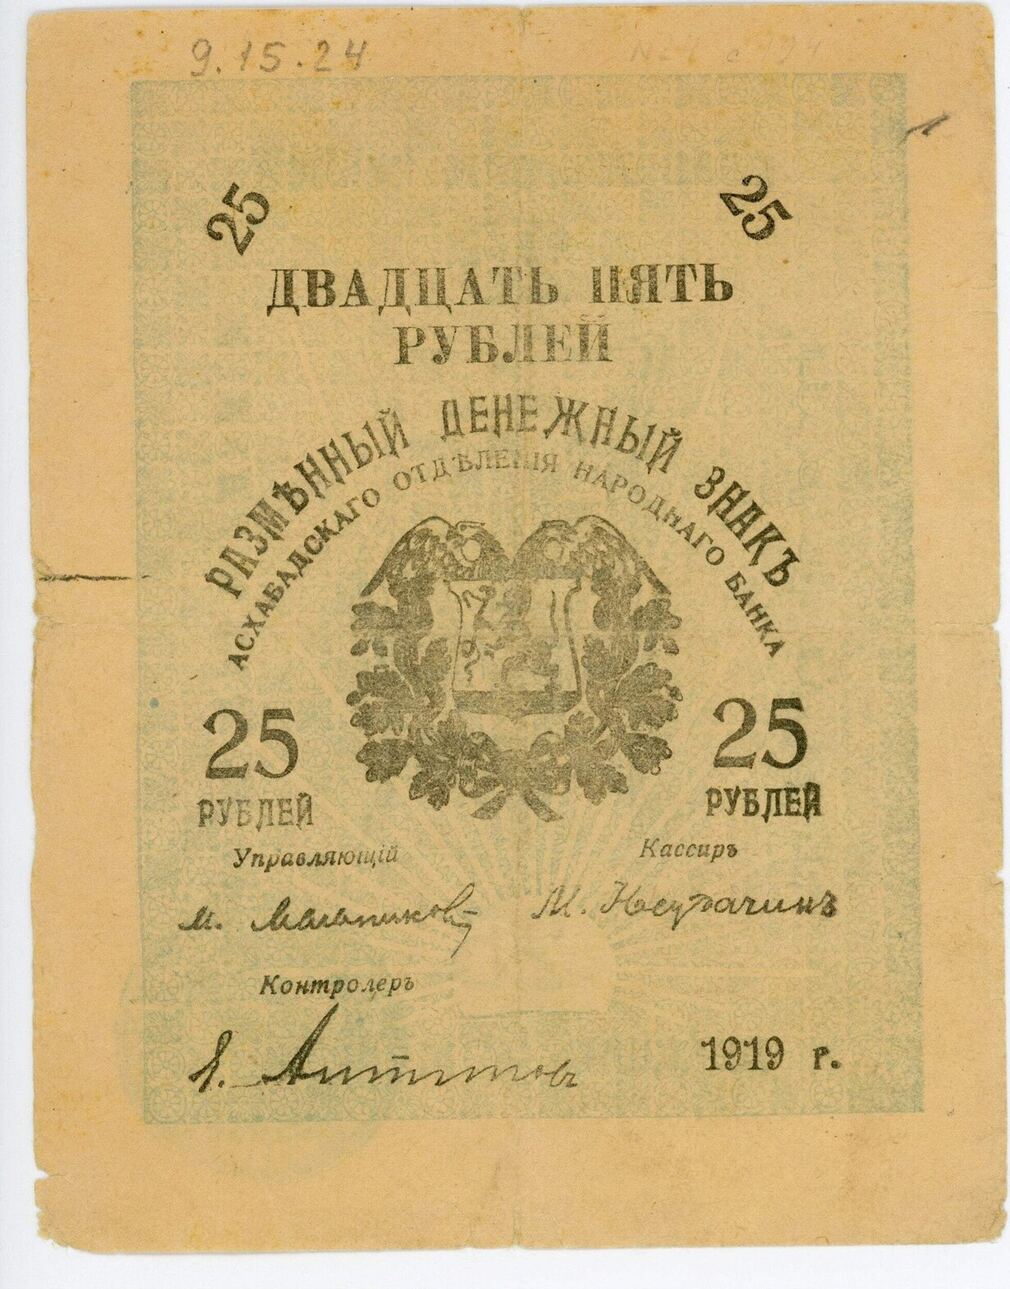 9.15.24
25 25
ДВАДЦАТЬ ПЯТЬ
РУБЛЕЙ
РАЗМѢННЫЙ ДЕНЕЖНЫЙ ЗНАКЪ
АСХАБАДСКАГО ОТДѢЛЕНІЯ НАРОДНАГО БАНКА
25 25
РУБЛЕЙ РУБЛЕЙ
Управляющій Кассиръ
М. М.
Контролеръ
1919 г.